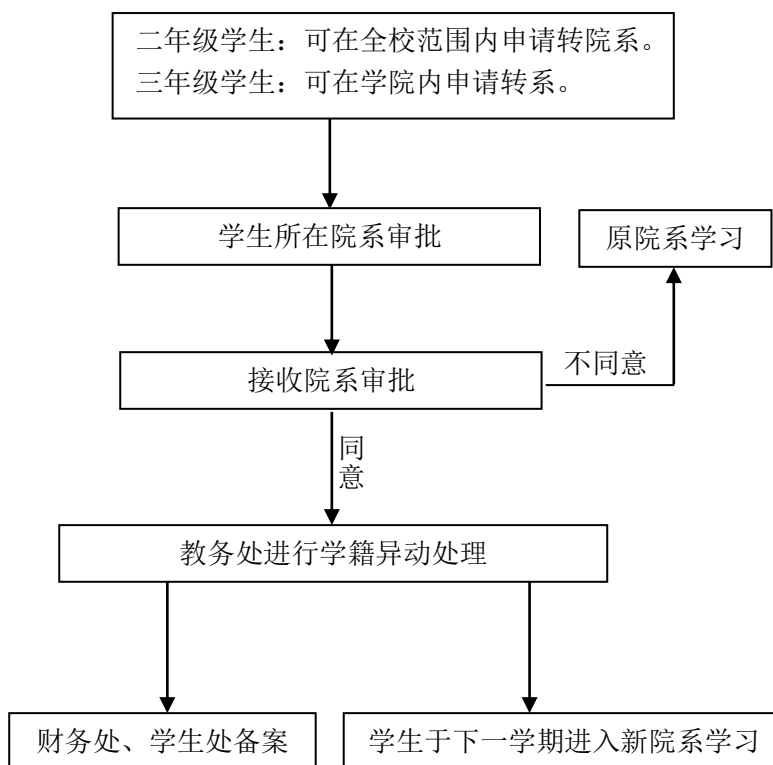 二年级学生：可在全校范围内申请转院系。
三年级学生：可在学院内申请转系。
学生所在院系审批
原院系学习
接收院系审批
不同意
同
意
教务处进行学籍异动处理
财务处、学生处备案
学生于下一学期进入新院系学习